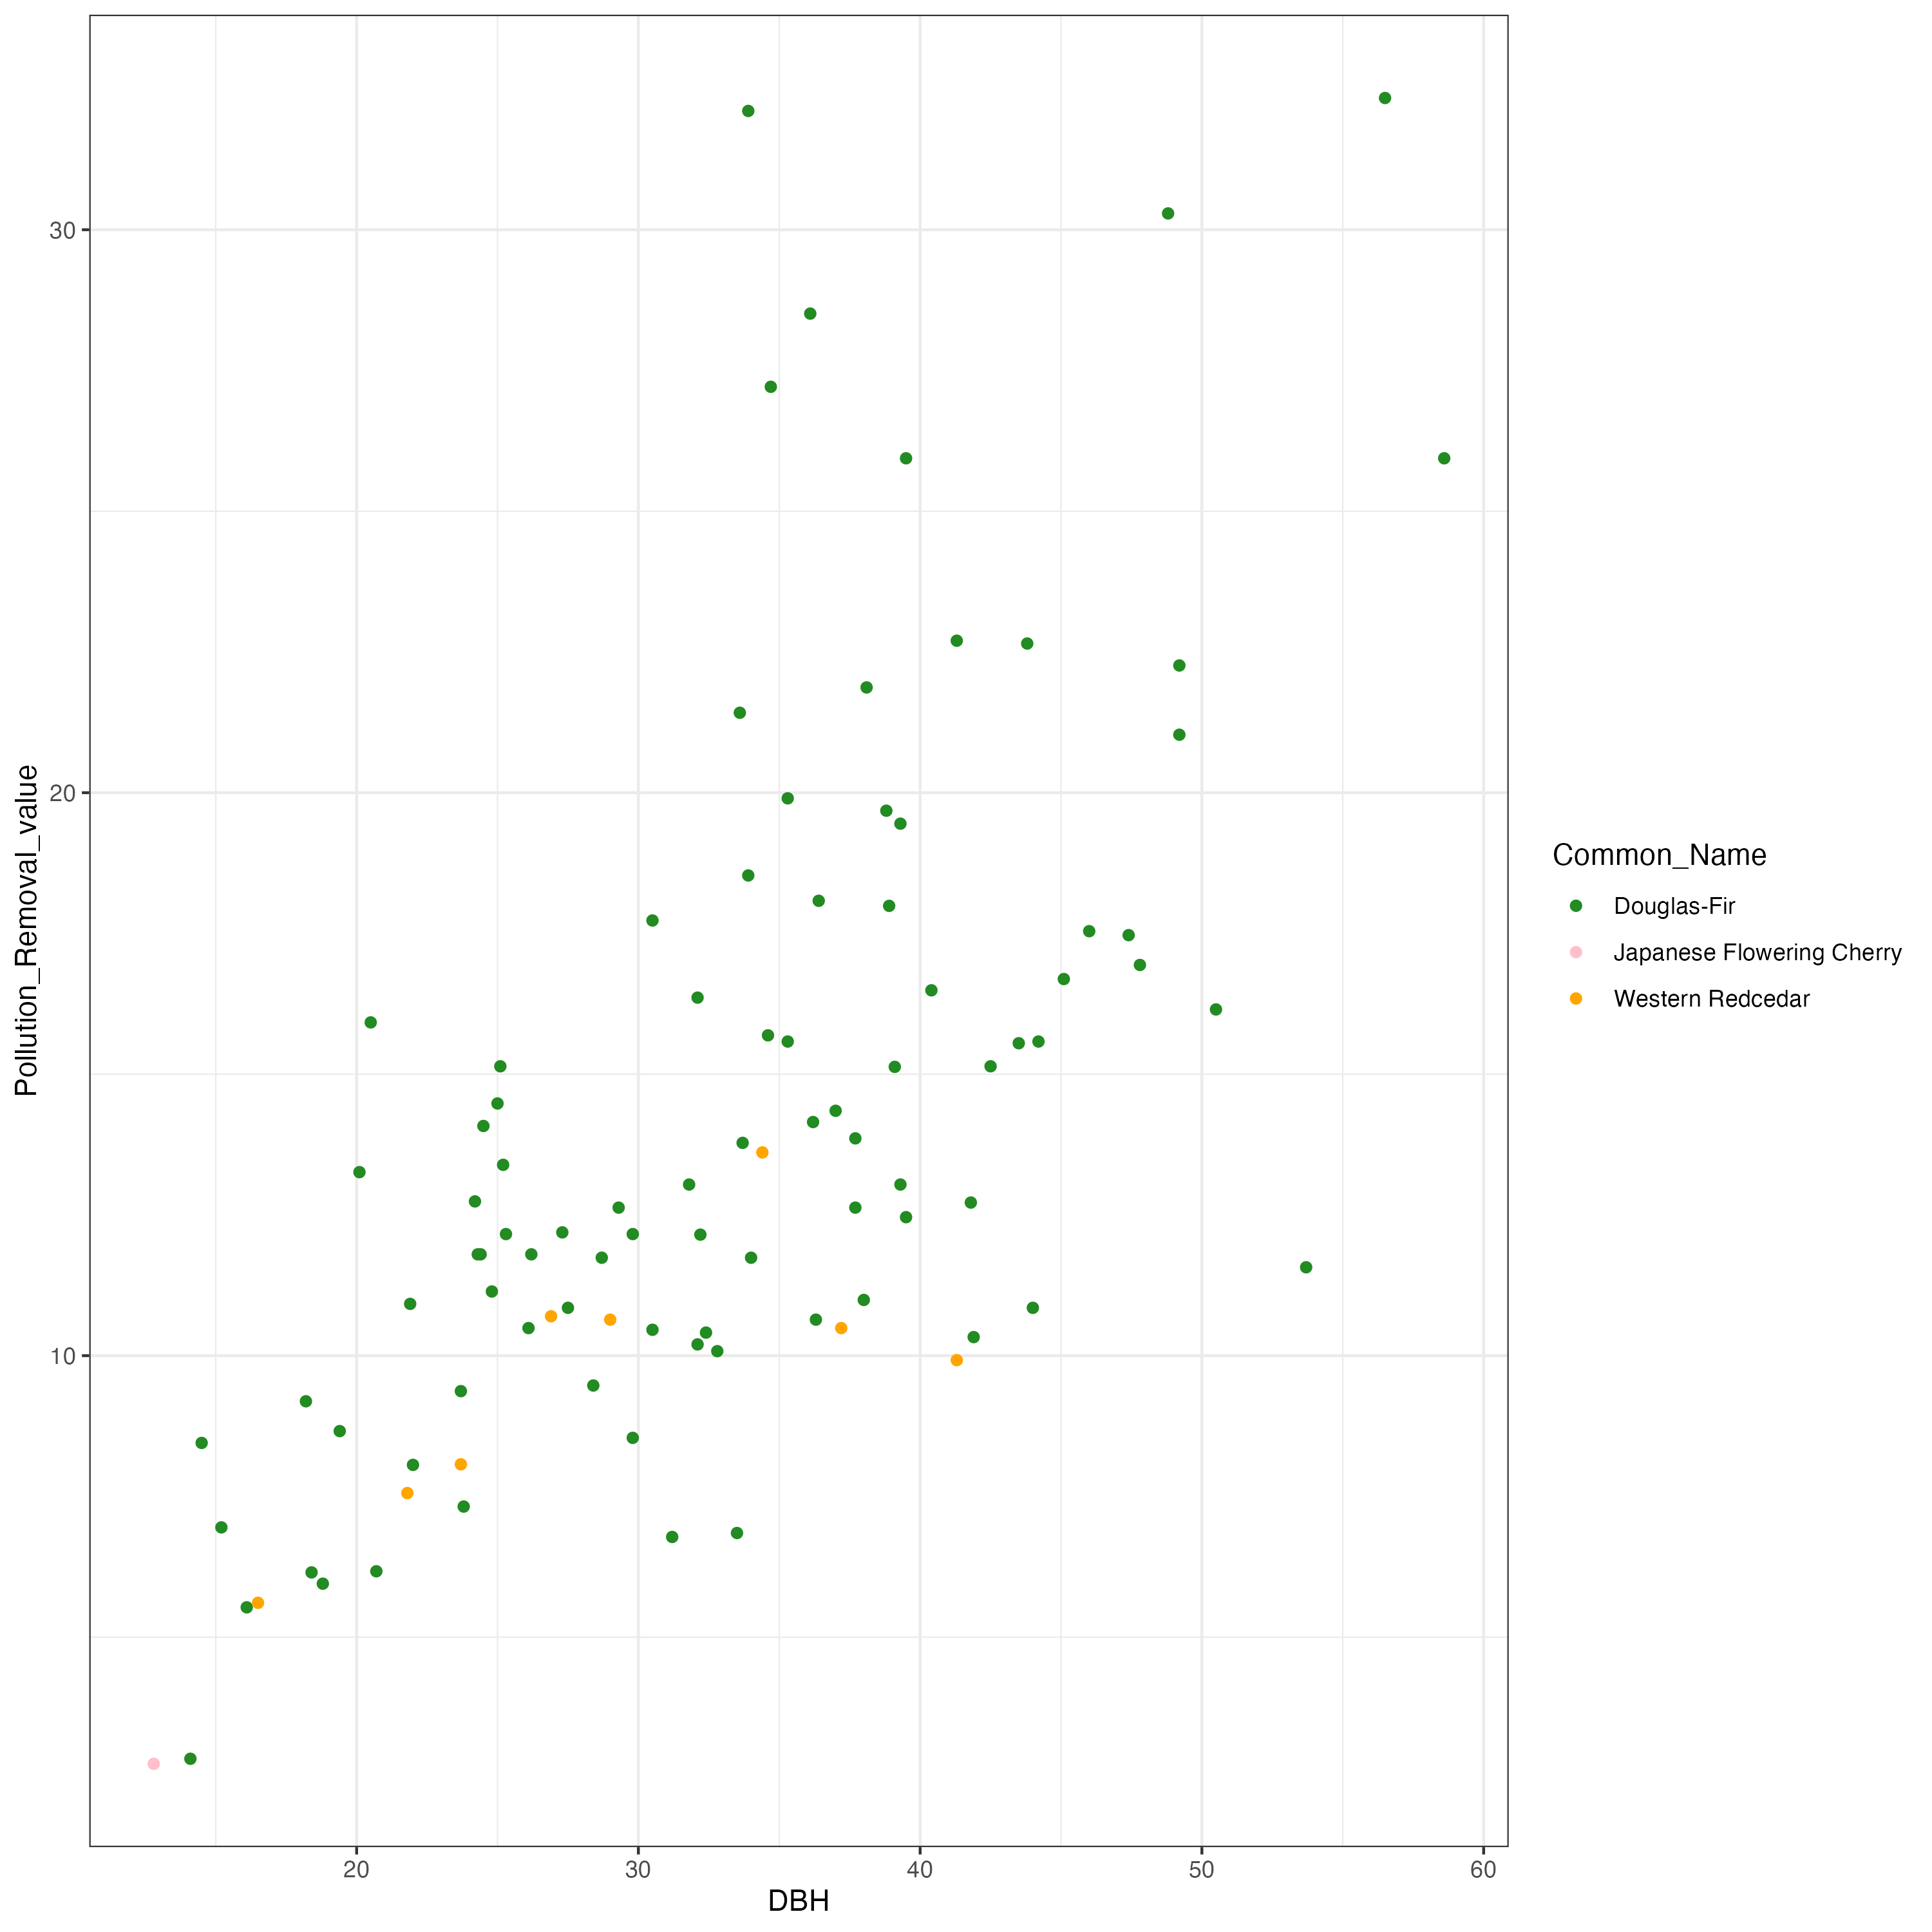 30
20
10
Pollution_Removal_value
20
30
40
50
60
DBH
Common_Name
Douglas-Fir
Japanese Flowering Cherry
Western Redcedar